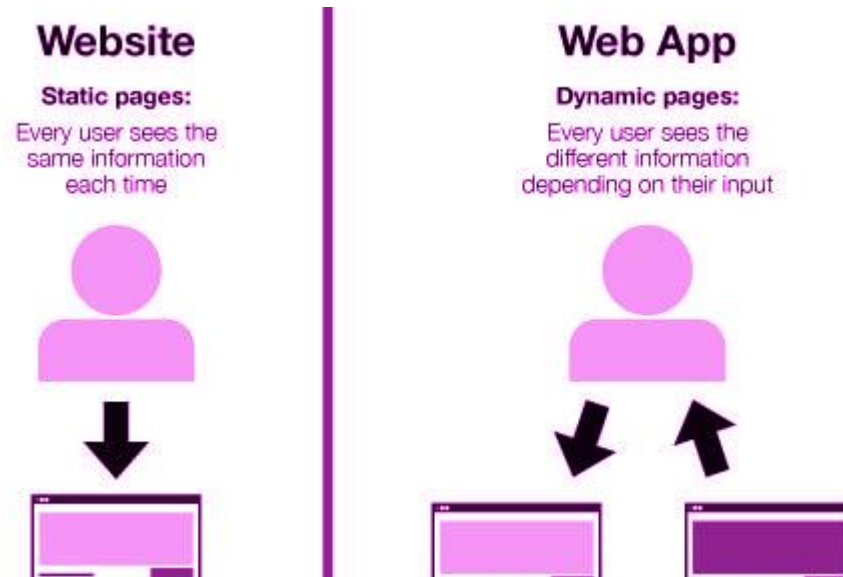 Website
Static pages:
Every user sees the
same information
each time
Web App
Dynamic pages:
Every user sees the
different information
depending on their input